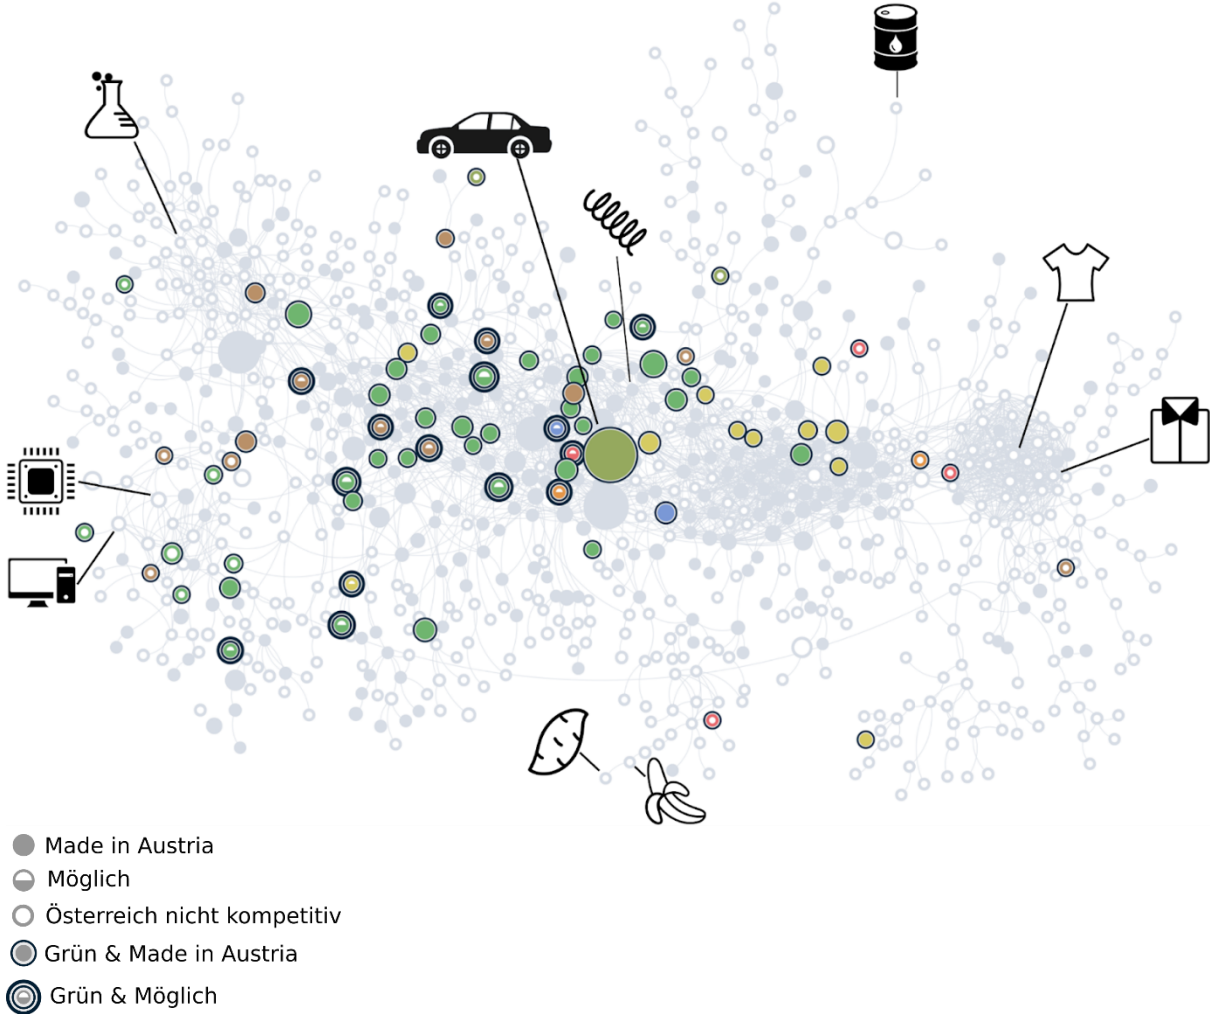 Made in Austria
Möglich
Österreich nicht kompetitiv
Grün & Made in Austria
Grün & Möglich